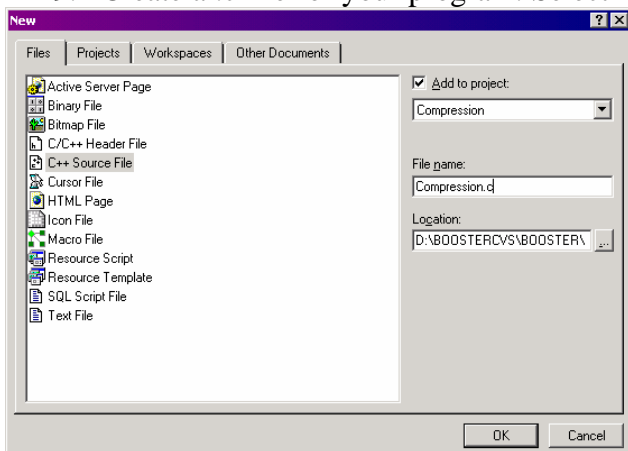 New
Files Projects Workspaces Other Documents
Active Server Page
Binary File
Bitmap File
C/C++ Header File
C++ Source File
Cursor File
HTML Page
Icon File
Macro File
Resource Script
Resource Template
SQL Script File
Text File
Add to project:
Compression
File name:
Compression.c
Location:
D:\BOOSTERCVS\BOOSTER\
...
OK Cancel